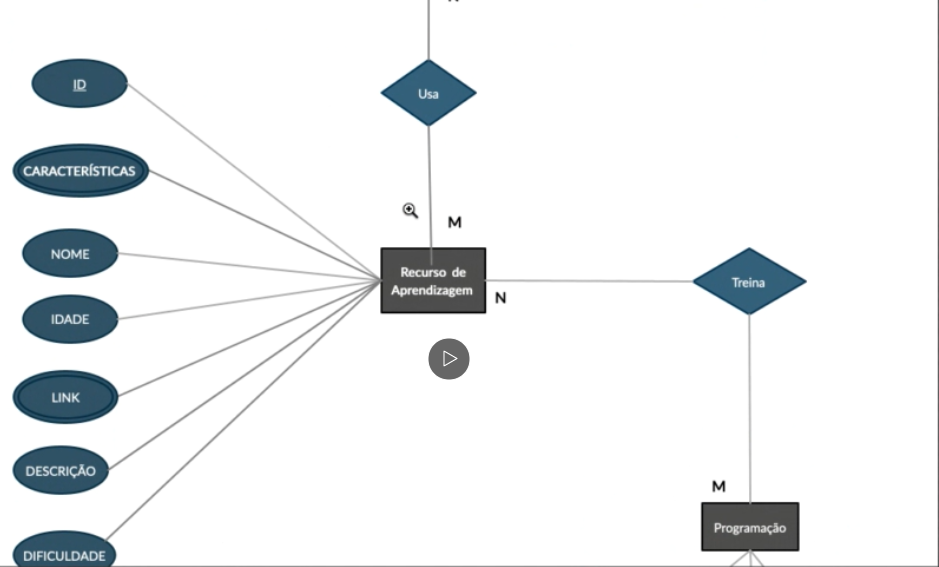 Usa
ID
CARACTERÍSTICAS
M
NOME
Recurso de
Aprendizagem
Treina
N
IDADE
LINK
DESCRIÇÃO
M
Programação
DIFICULDADE